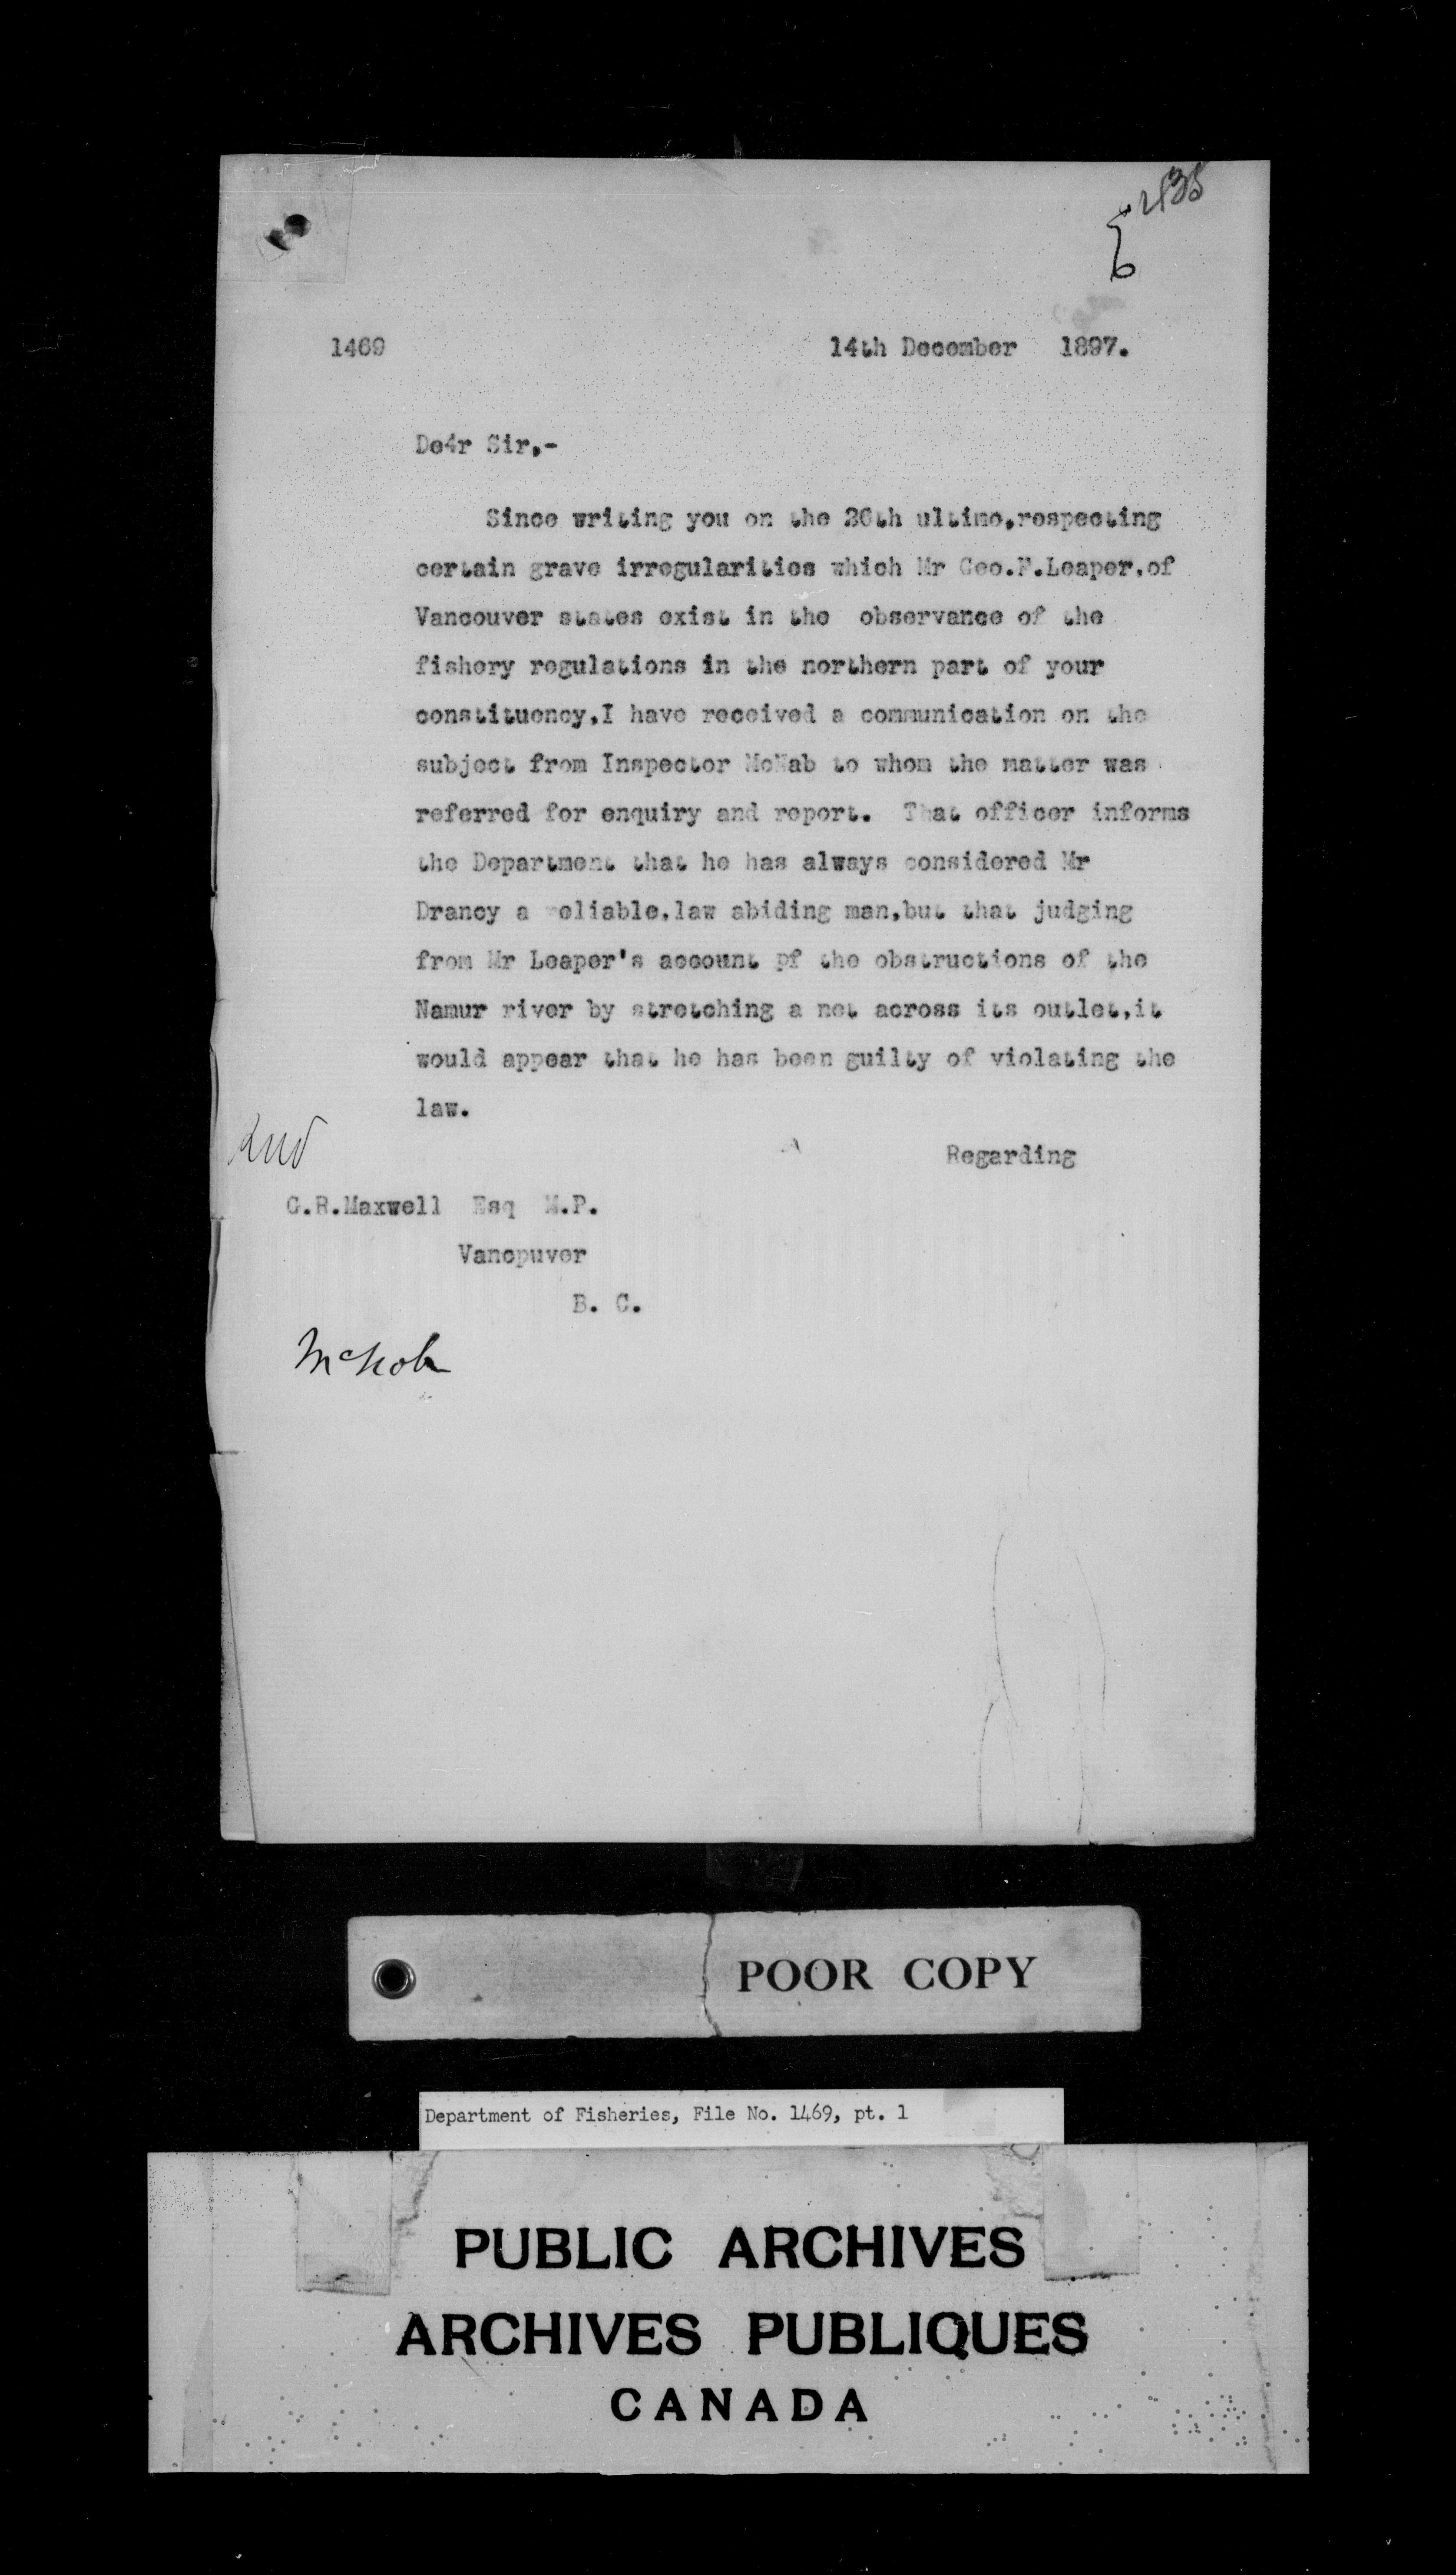 435
6
1469 14th December 1897.
De4r Sir,-
Since writing you on the 26th ultimo,respecting
certain grave irregularities which Mr Geo.F.Leaper,of
Vancouver states exist in the observance of the
fishery regulations in the northern part of your
constituency,I have received a communication on the
subject from Inspector McNab to whom the matter was
referred for enquiry and report. That officer informs
the Department that he has always considered Mr
Draney a reliable,law abiding man,but that judging
from Mr Leaper's account pf the obstructions of the
Namur river by stretching a net across its outlet,it
would appear that he has been guilty of violating the
law.
Regarding
G.R.Maxwell Esq M.P.
Vancpuver
B. C.
McNab
POOR COPY
Department of Fisheries, File No. 1469, pt. 1
PUBLIC ARCHIVES
ARCHIVES PUBLIQUES
CANADA